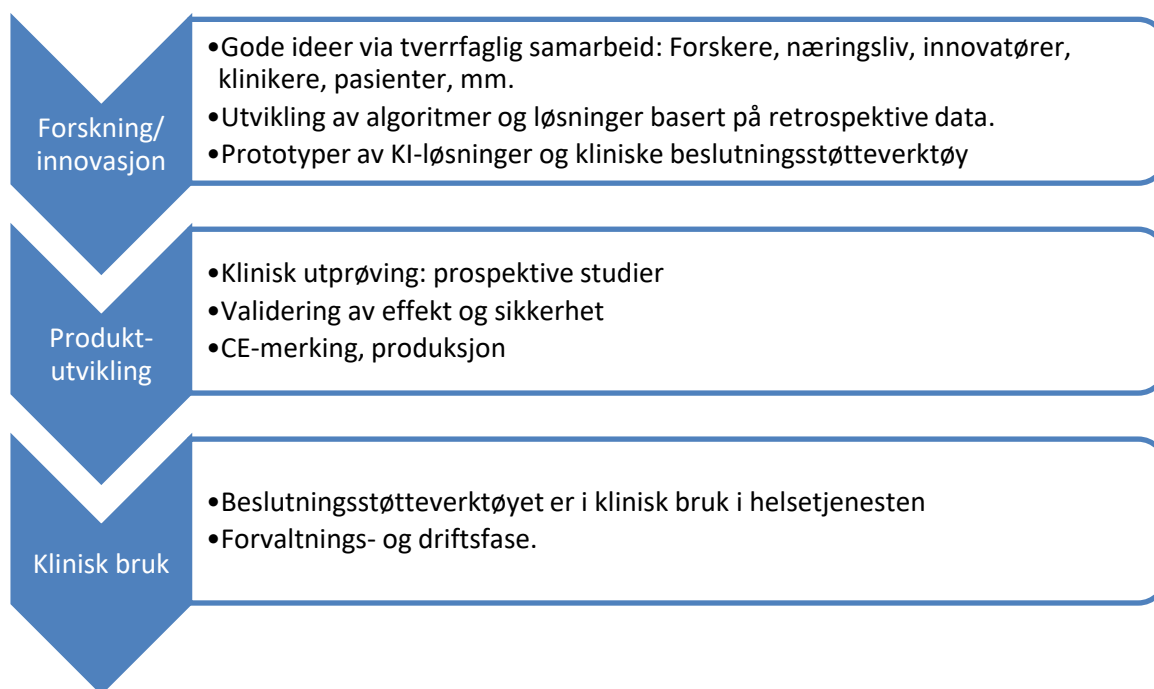 Forskning/
innovasjon
•Gode ideer via tverrfaglig samarbeid: Forskere, næringsliv, innovatører,
klinikere, pasienter, mm.
•Utvikling av algoritmer og løsninger basert på retrospektive data.
•Prototyper av KI-løsninger og kliniske beslutningsstøtteverktøy
Produkt-
utvikling
•Klinisk utprøving: prospektive studier
•Validering av effekt og sikkerhet
•CE-merking, produksjon
Klinisk bruk
•Beslutningsstøtteverktøyet er i klinisk bruk i helsetjenesten
•Forvaltnings- og driftsfase.